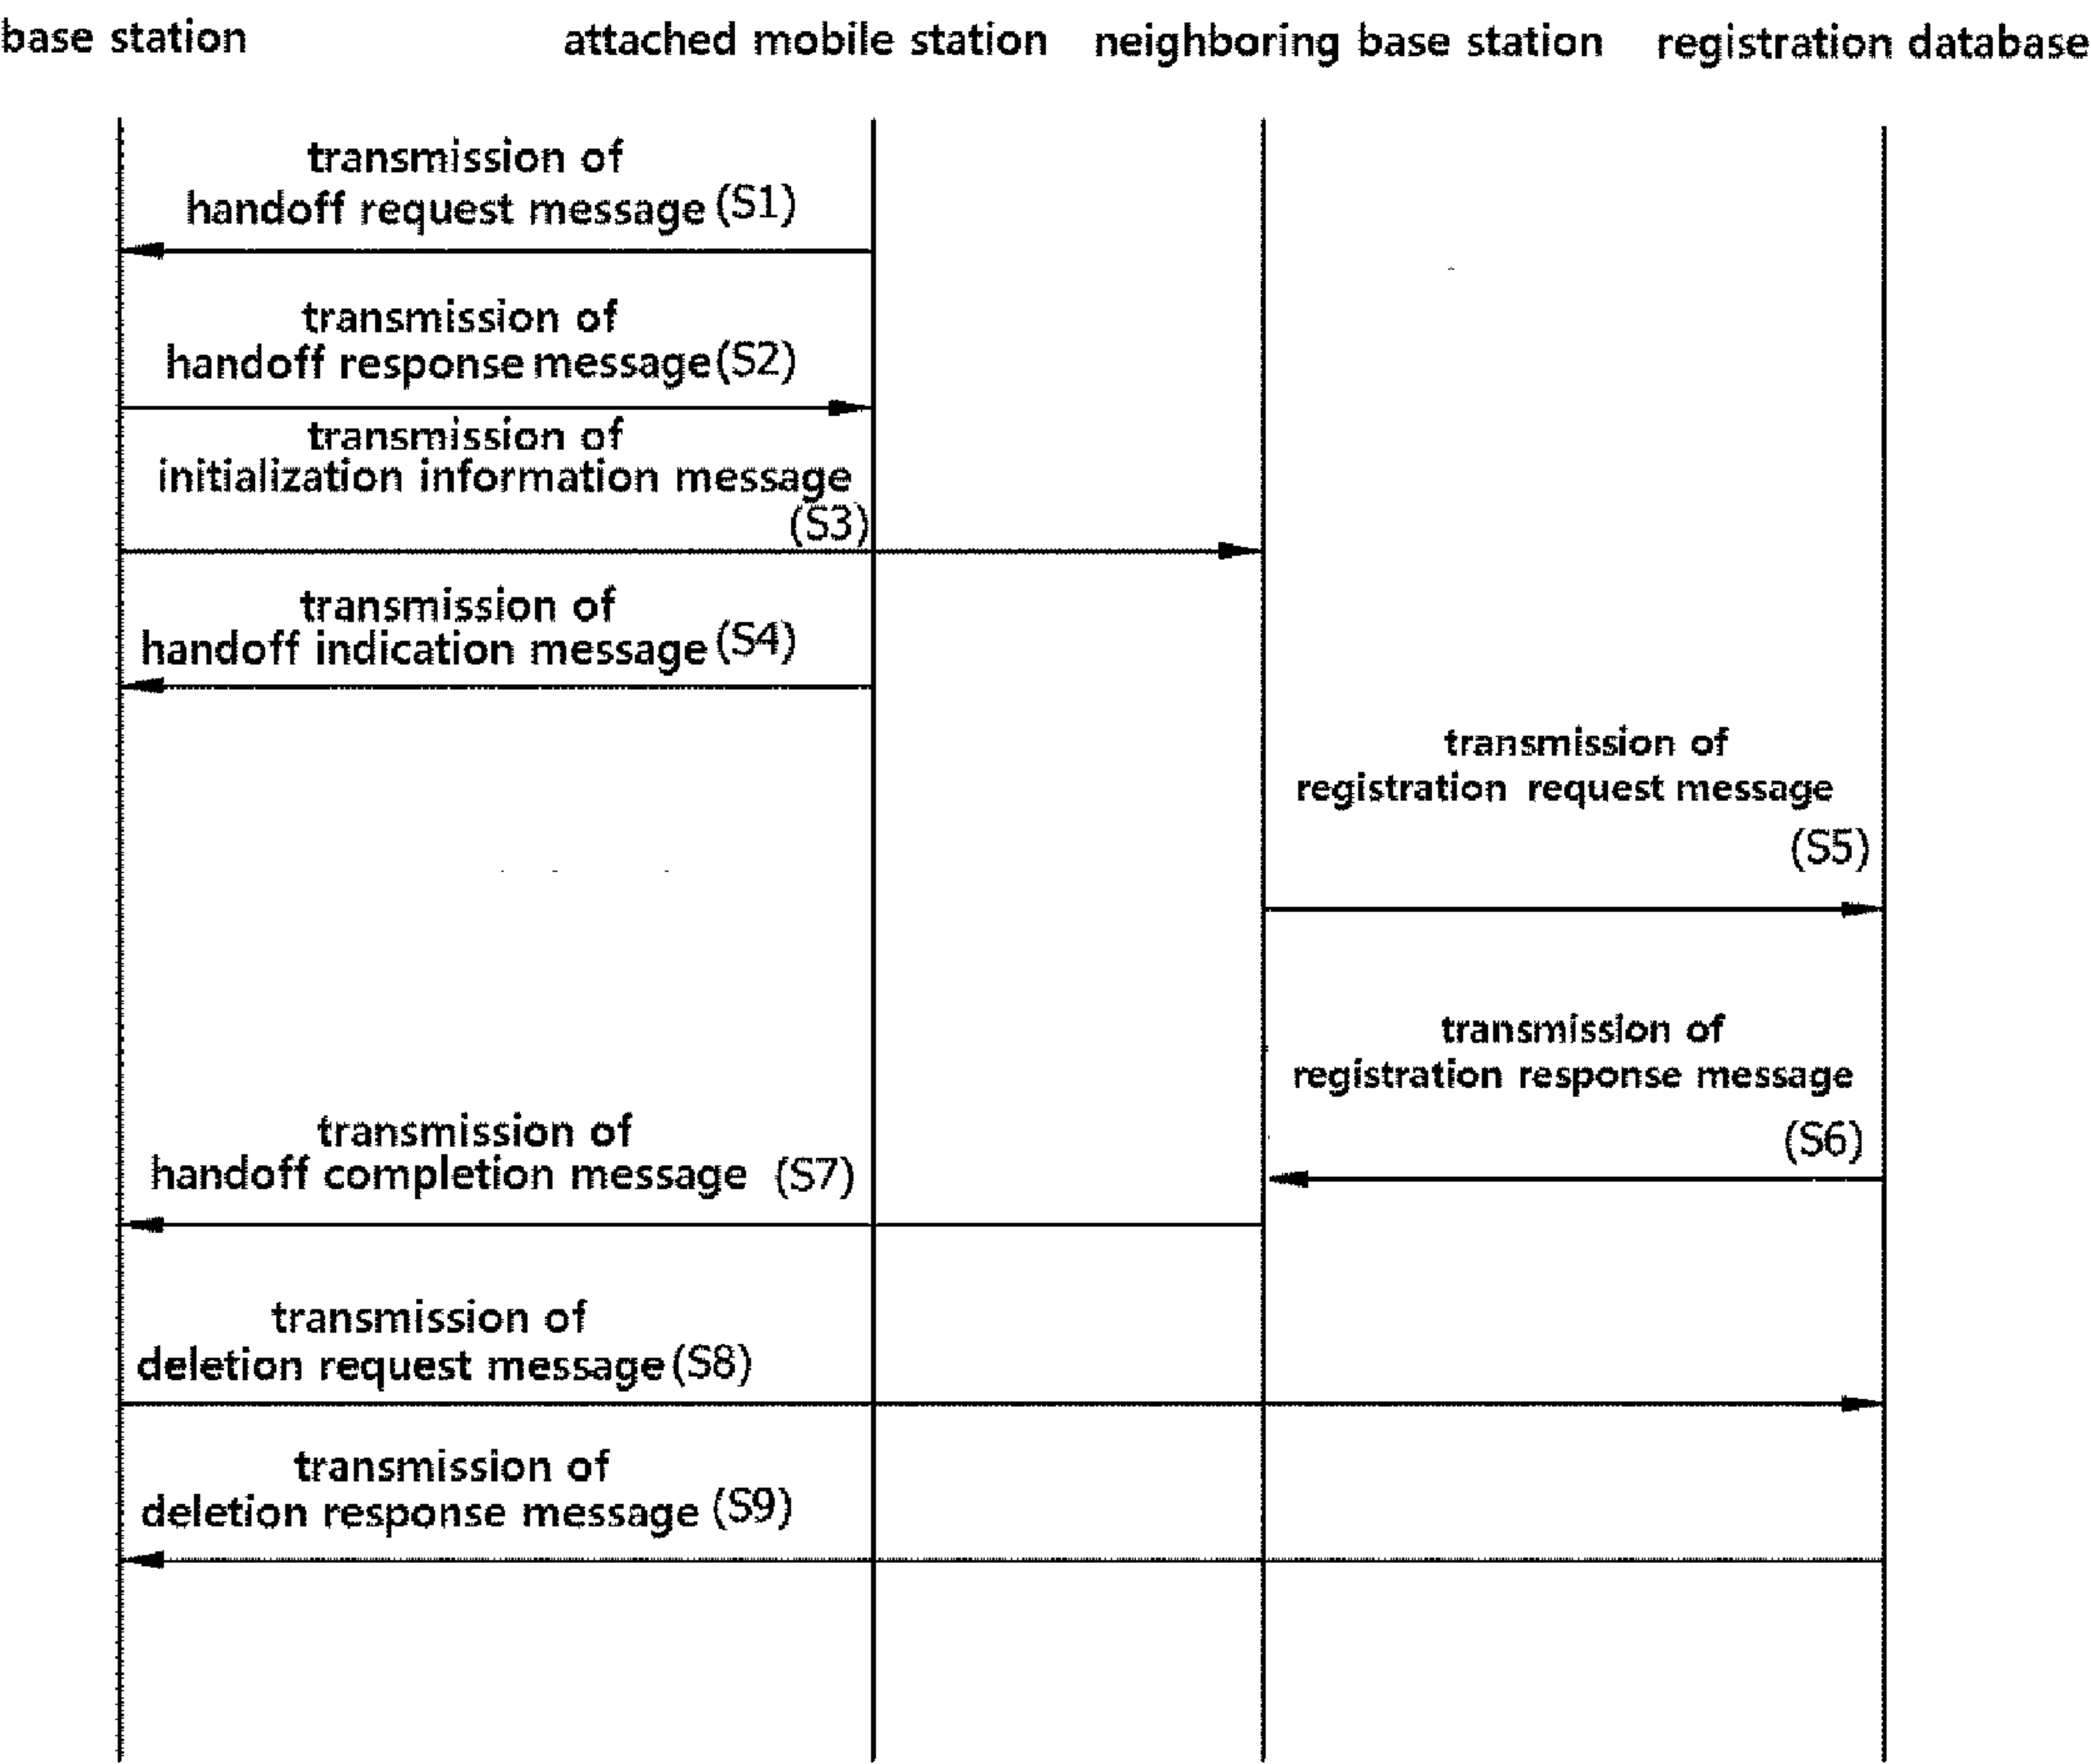 base station
attached mobile station
neighboring base station
registration database
transmission of
handoff request message (S1)
transmission of
handoff response message (S2)
transmission of
initialization information message
(S3)
transmission of
handoff indication message (S4)
transmission of
registration request message
(S5)
transmission of
registration response message
(S6)
transmission of
handoff completion message (S7)
transmission of
deletion request message (S8)
transmission of
deletion response message (S9)